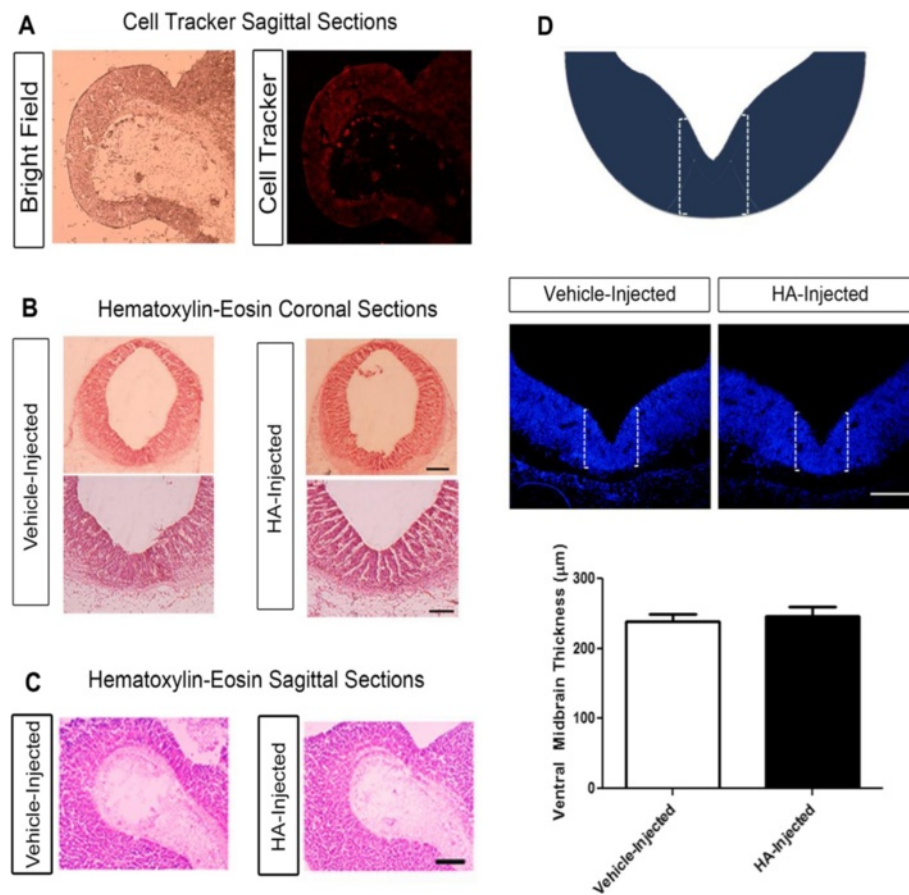 A
Cell Tracker Sagittal Sections
Bright Field
Cell Tracker
B
Hematoxylin-Eosin Coronal Sections
Vehicle-Injected
HA-Injected
C
Hematoxylin-Eosin Sagittal Sections
Vehicle-Injected
HA-Injected
D
Vehicle-Injected
HA-Injected
Ventral Midbrain Thickness (μm)
300
200
100
0
Vehicle-Injected
HA-Injected